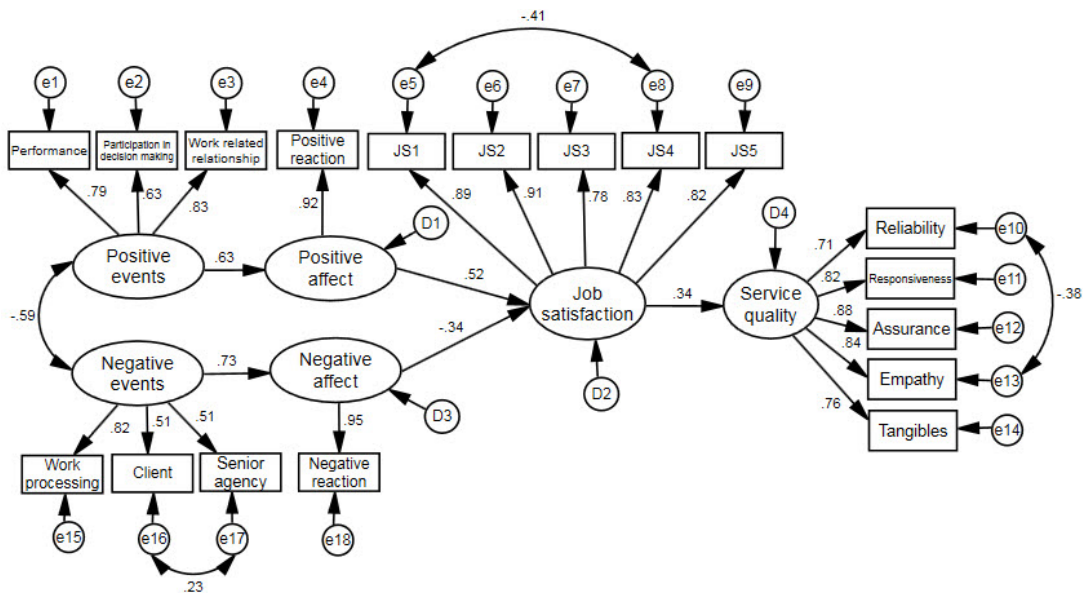 -.41
e1
e2
e3
e4
e5
e6
e7
e8
e9
Performance
Participation in
decision making
Work related
relationship
Positive
reaction
JS1
JS2
JS3
JS4
JS5
.79
.63
.83
.92
.89
.91
.78
.83
.82
D1
D4
Positive
events
.63
Positive
affect
.52
Job
satisfaction
.34
Service
quality
.71
.82
.88
.84
.76
Reliability
Responsiveness
Assurance
Empathy
Tangibles
e10
e11
e12
e13
e14
-.38
-.59
Negative
events
.73
Negative
affect
-.34
D3
D2
.82
.51
.51
.95
Work
processing
Client
Senior
agency
Negative
reaction
e15
e16
e17
e18
.23